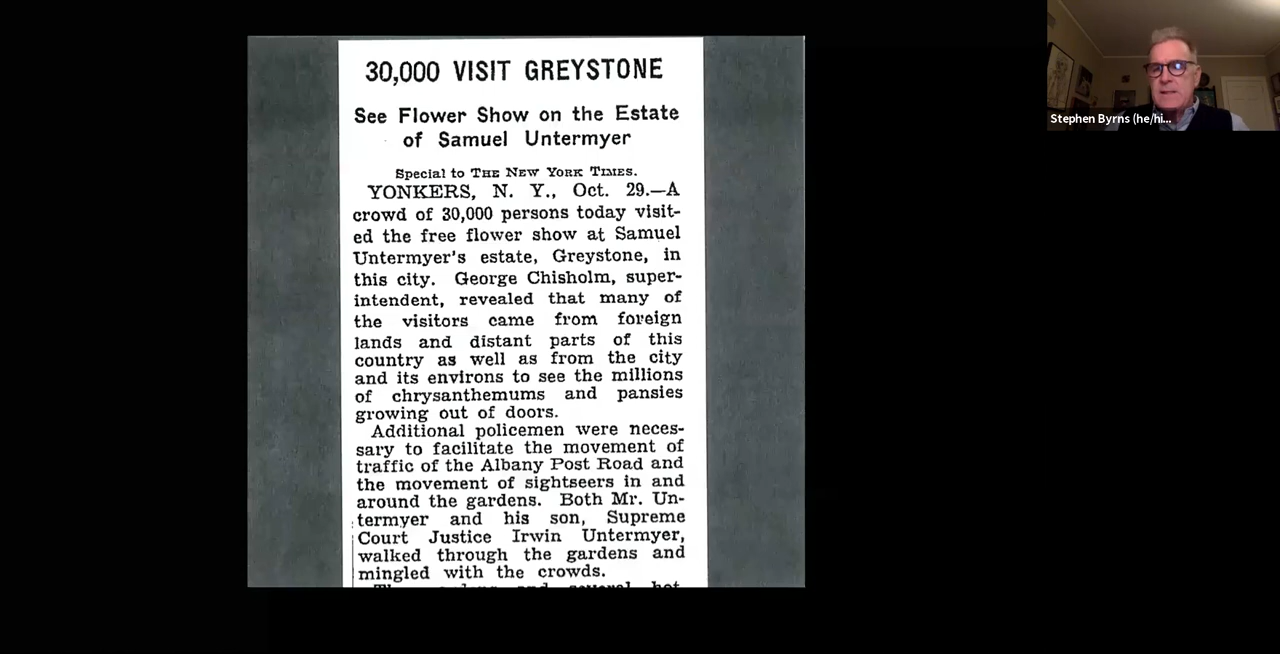 30,000 VISIT GREYSTONE
See Flower Show on the Estate
of Samuel Untermyer
Special to THE NEW YORK TIMES.
YONKERS, N. Y., Oct. 29.—A
crowd of 30,000 persons today visit-
ed the free flower show at Samuel
Untermyer's estate, Greystone, in
this city. George Chisholm, super-
intendent, revealed that many of
the visitors came from foreign
lands and distant parts of this
country as well as from the city
and its environs to see the millions
of chrysanthemums and pansies
growing out of doors.
Additional policemen were neces-
sary to facilitate the movement of
traffic of the Albany Post Road and
the movement of sightseers in and
around the gardens. Both Mr. Un-
termyer and his son, Supreme
Court Justice Irwin Untermyer,
walked through the gardens and
mingled with the crowds.
Stephen Byrns (he/hi...